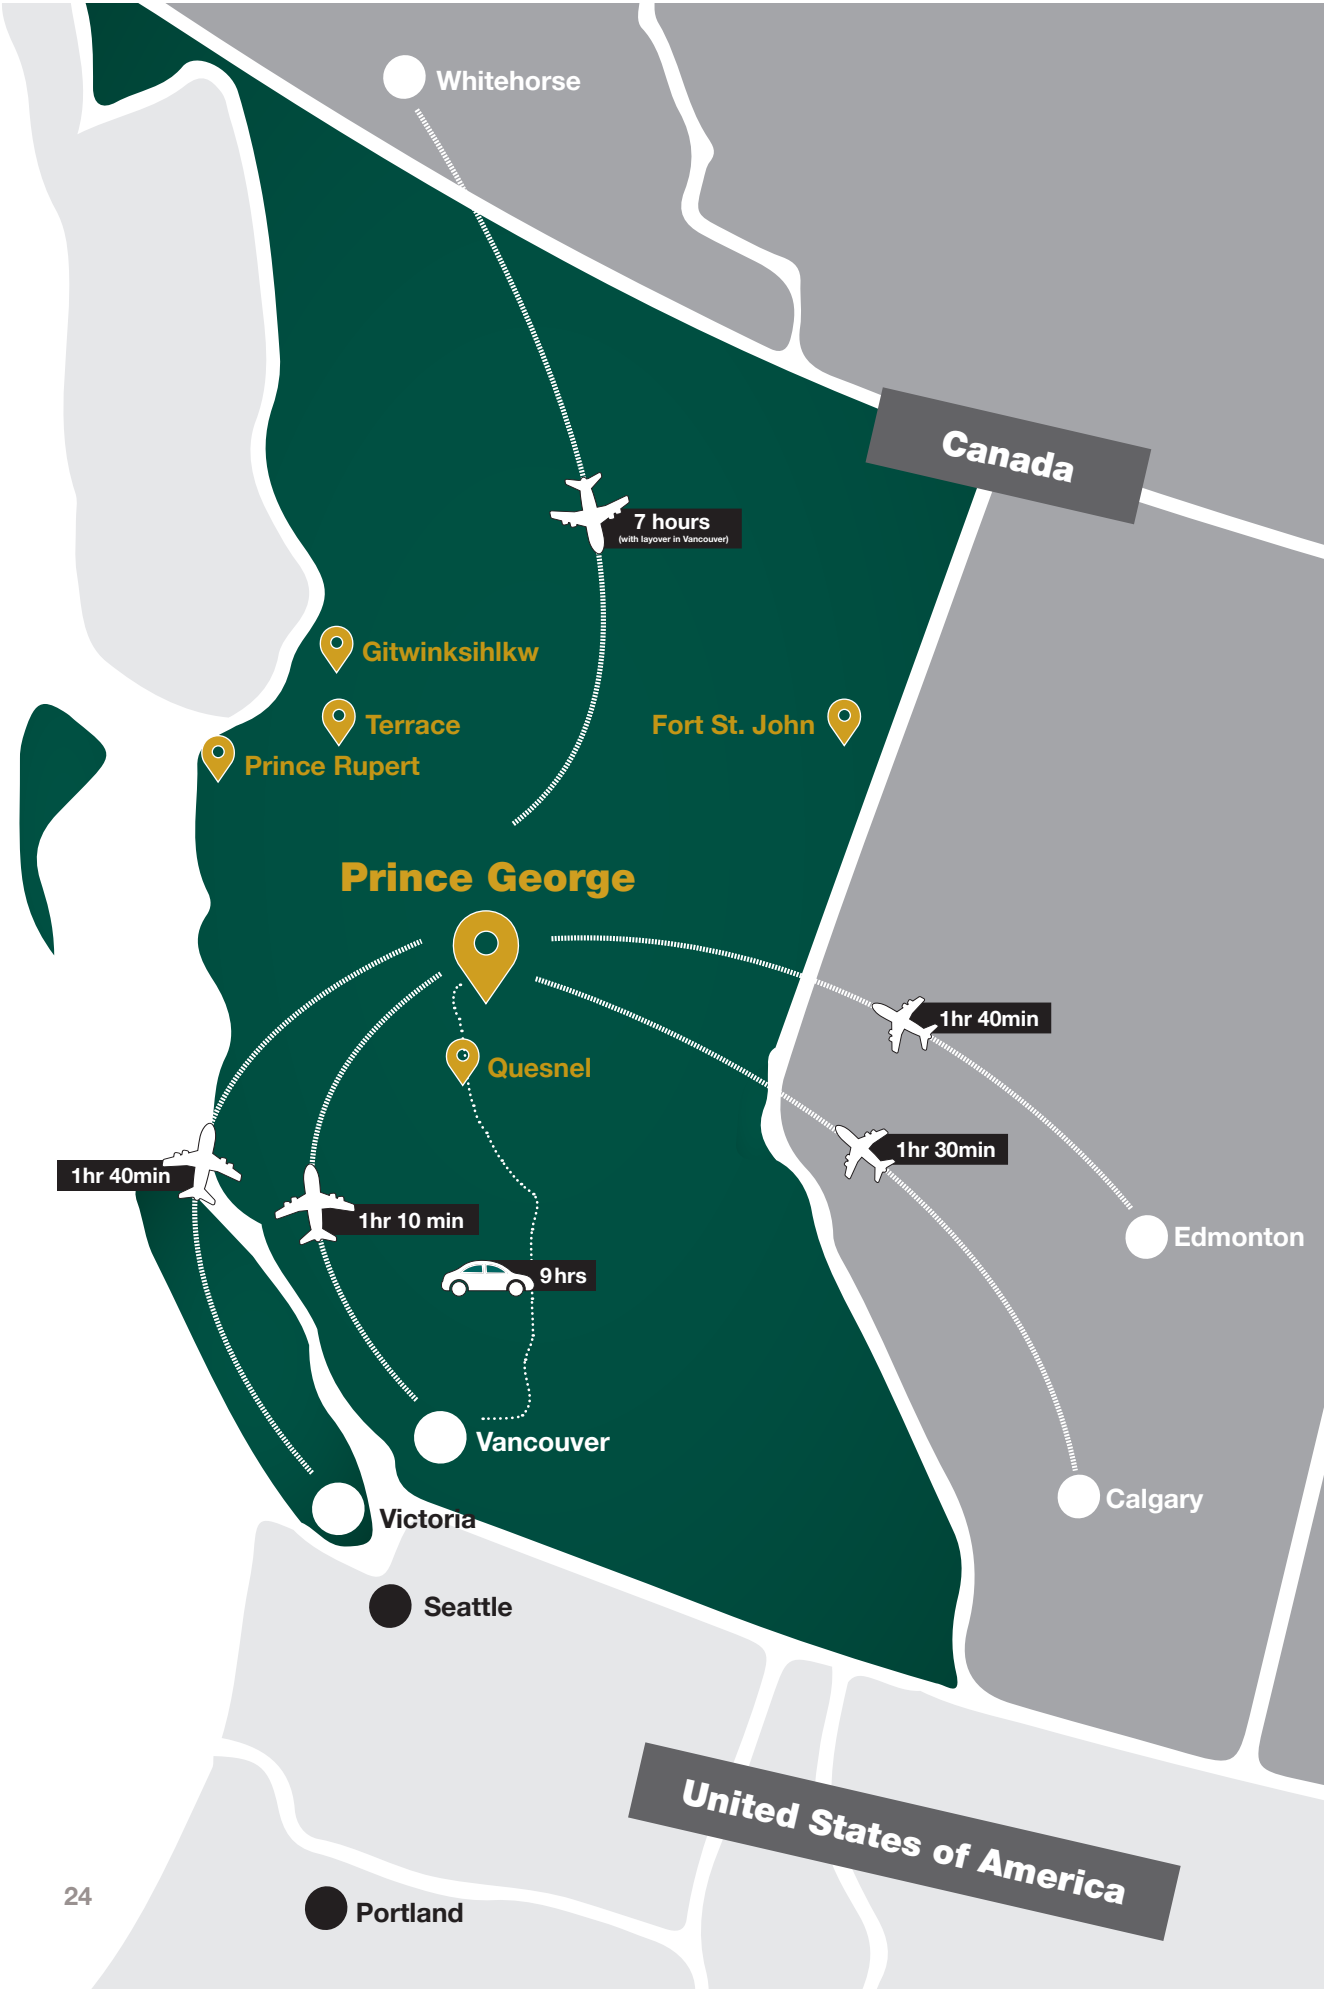 Whitehorse
Canada
7 hours
(with layover in Vancouver)
Gitwinksihlkw
Terrace
Fort St. John
Prince Rupert
Prince George
1hr 40min
Quesnel
1hr 30min
1hr 40min
1hr 10 min
Edmonton
9hrs
Vancouver
Calgary
Victoria
Seattle
United States of America
24
Portland